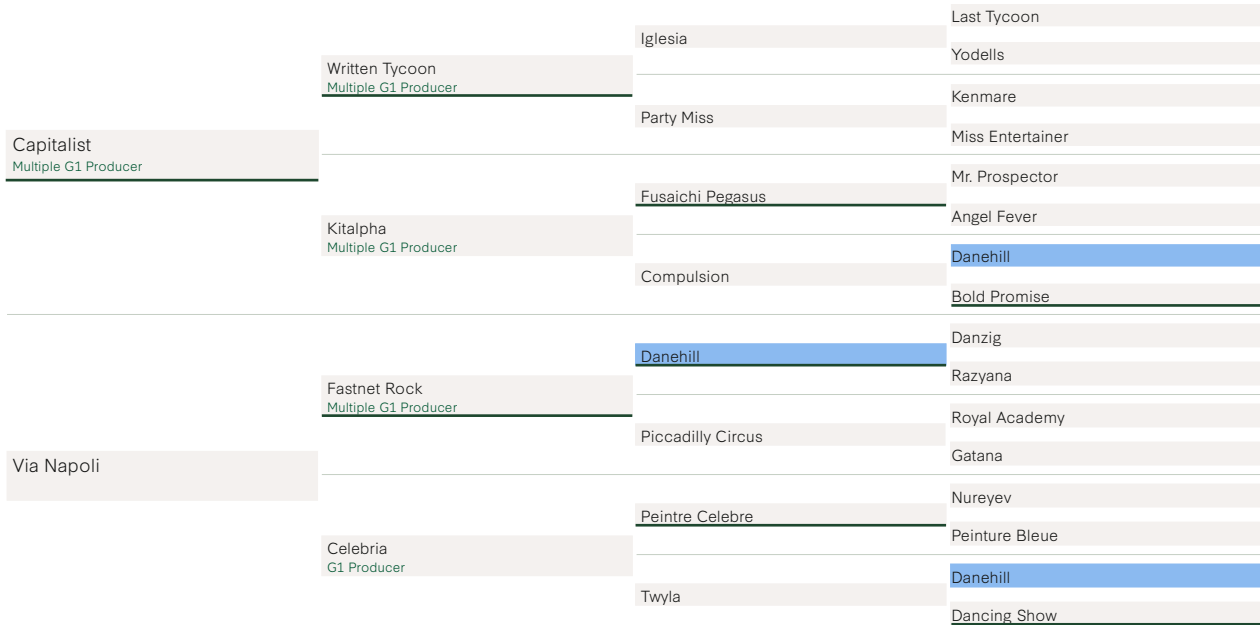 Last Tycoon
Iglesia
Yodells
Written Tycoon
Multiple G1 Producer
Kenmare
Party Miss
Miss Entertainer
Capitalist
Multiple G1 Producer
Mr. Prospector
Fusaichi Pegasus
Angel Fever
Kitalpha
Multiple G1 Producer
Danehill
Compulsion
Bold Promise
Danzig
Danehill
Razyana
Fastnet Rock
Multiple G1 Producer
Royal Academy
Piccadilly Circus
Gatana
Via Napoli
Nureyev
Peintre Celebre
Peinture Bleue
Celebria
G1 Producer
Danehill
Twyla
Dancing Show